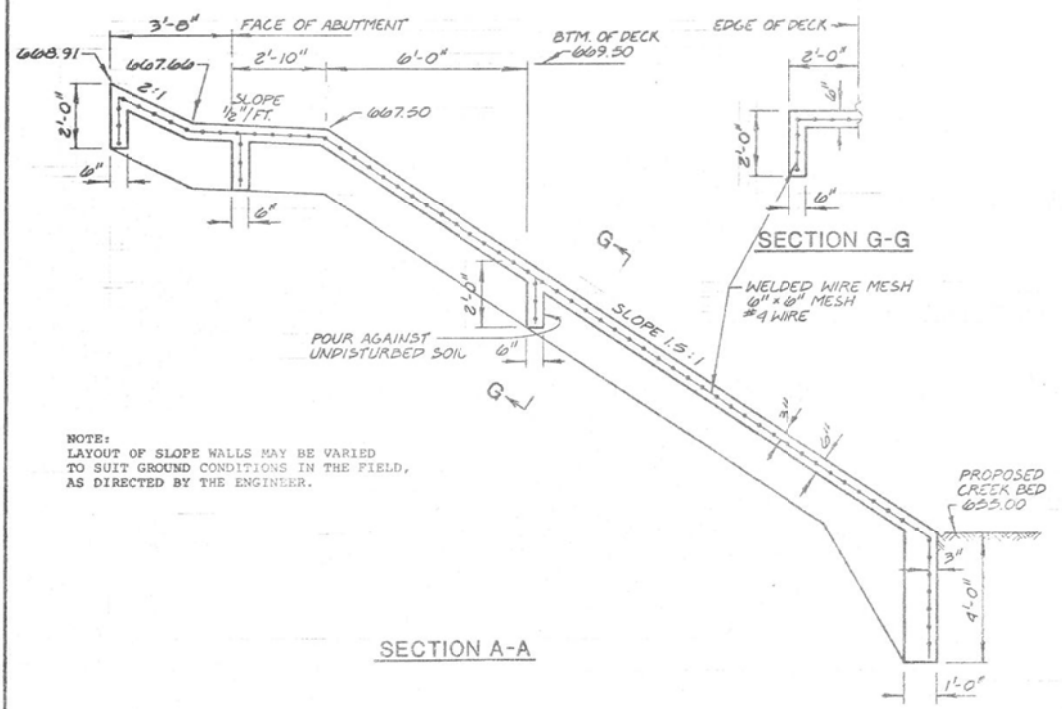 3'-8"
FACE OF ABUTMENT
EDGE OF DECK
668.91
667.66
2'-10"
6'-0"
BTM. OF DECK
669.50
2'-0"
6"
2:1
SLOPE
1/2"/FT.
667.50
2'-0"
2'-0"
6"
6"
6"
SECTION G-G
G
2'-0"
WELDED WIRE MESH
6" x 6" MESH
#4 WIRE
SLOPE 1.5:1
POUR AGAINST
UNDISTURBED SOIL
6"
G
3"
6"
NOTE:
LAYOUT OF SLOPE WALLS MAY BE VARIED
TO SUIT GROUND CONDITIONS IN THE FIELD,
AS DIRECTED BY THE ENGINEER.
PROPOSED
CREEK BED
655.00
3"
4'-0"
SECTION A-A
1'-0"